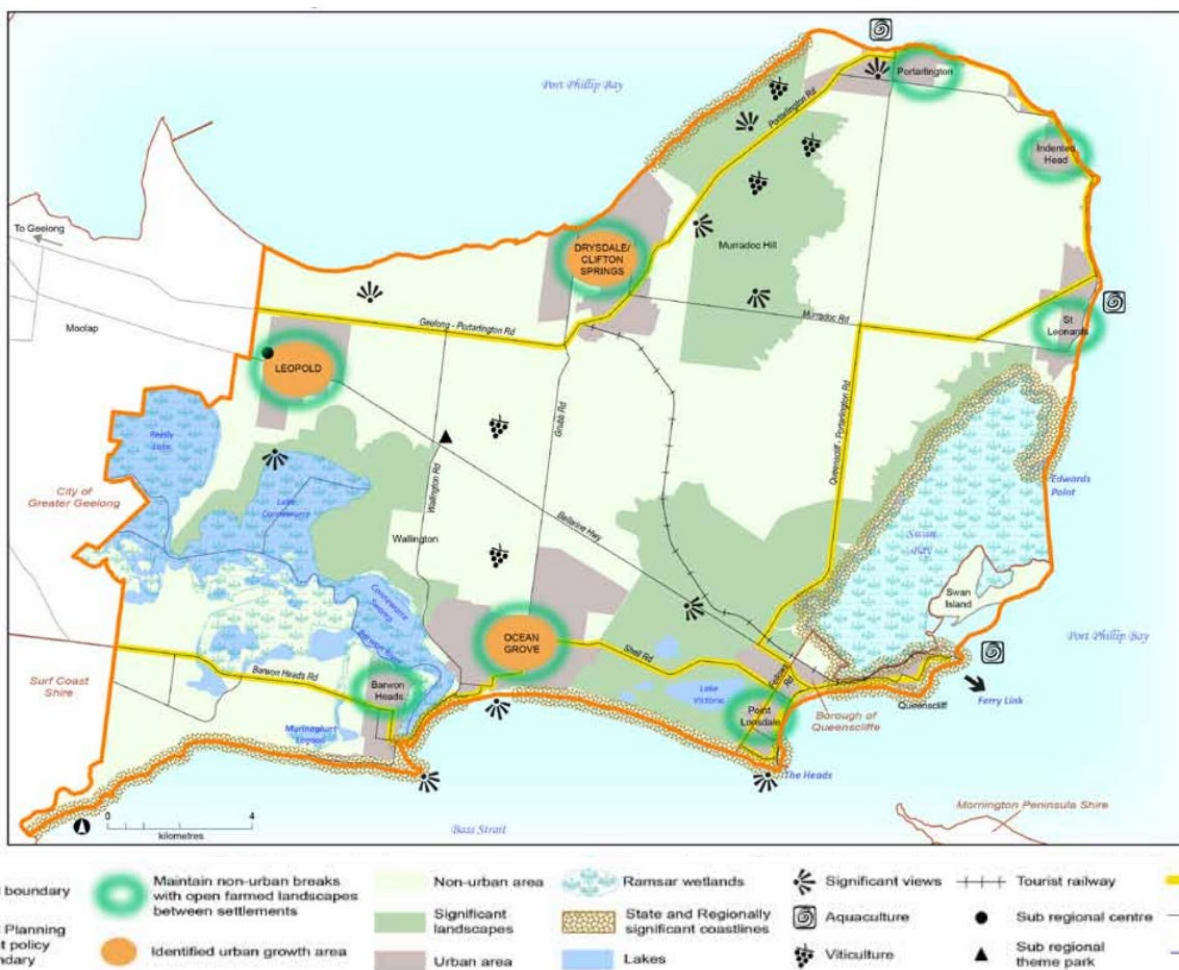 Port Phillip Bay
Portarlington
Portarlington Rd
Indented
Head
To Geelong
DRYSDALE/
CLIFTON
SPRINGS
Murradoc Hill
Moolap
Geelong - Portarlington Rd
Murradoc Rd
St
Leonards
LEOPOLD
Reedy
Lake
Grubb Rd
Queenscliff - Portarlington Rd
City of
Greater Geelong
Lake
Connewarre
Wallington Rd
Edwards
Point
Wallington
Bellarine Hwy
Swan
Bay
Swan
Island
OCEAN
GROVE
Shell Rd
Port Phillip Bay
Surf Coast
Shire
Barwon Heads Rd
Barwon
Heads
Lake
Victoria
Fellows
Rd
Point
Lonsdale
Queenscliff
Ferry Link
Borough of
Queenscliffe
The Heads
Mornington Peninsula Shire
0 4
kilometres
Bass Strait
boundary
Planning
policy
Maintain non-urban breaks
with open farmed landscapes
between settlements
Identified urban growth area
Non-urban area
Significant
landscapes
Urban area
Ramsar wetlands
State and Regionally
significant coastlines
Lakes
Significant views
Aquaculture
Viticulture
Tourist railway
Sub regional centre
Sub regional
theme park